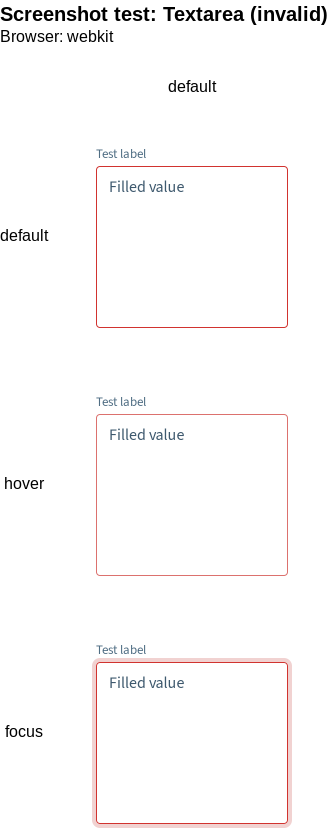 Screenshot test: Textarea (invalid)
Browser: webkit
default
Test label
default
Filled value
Test label
hover
Filled value
Test label
focus
Filled value